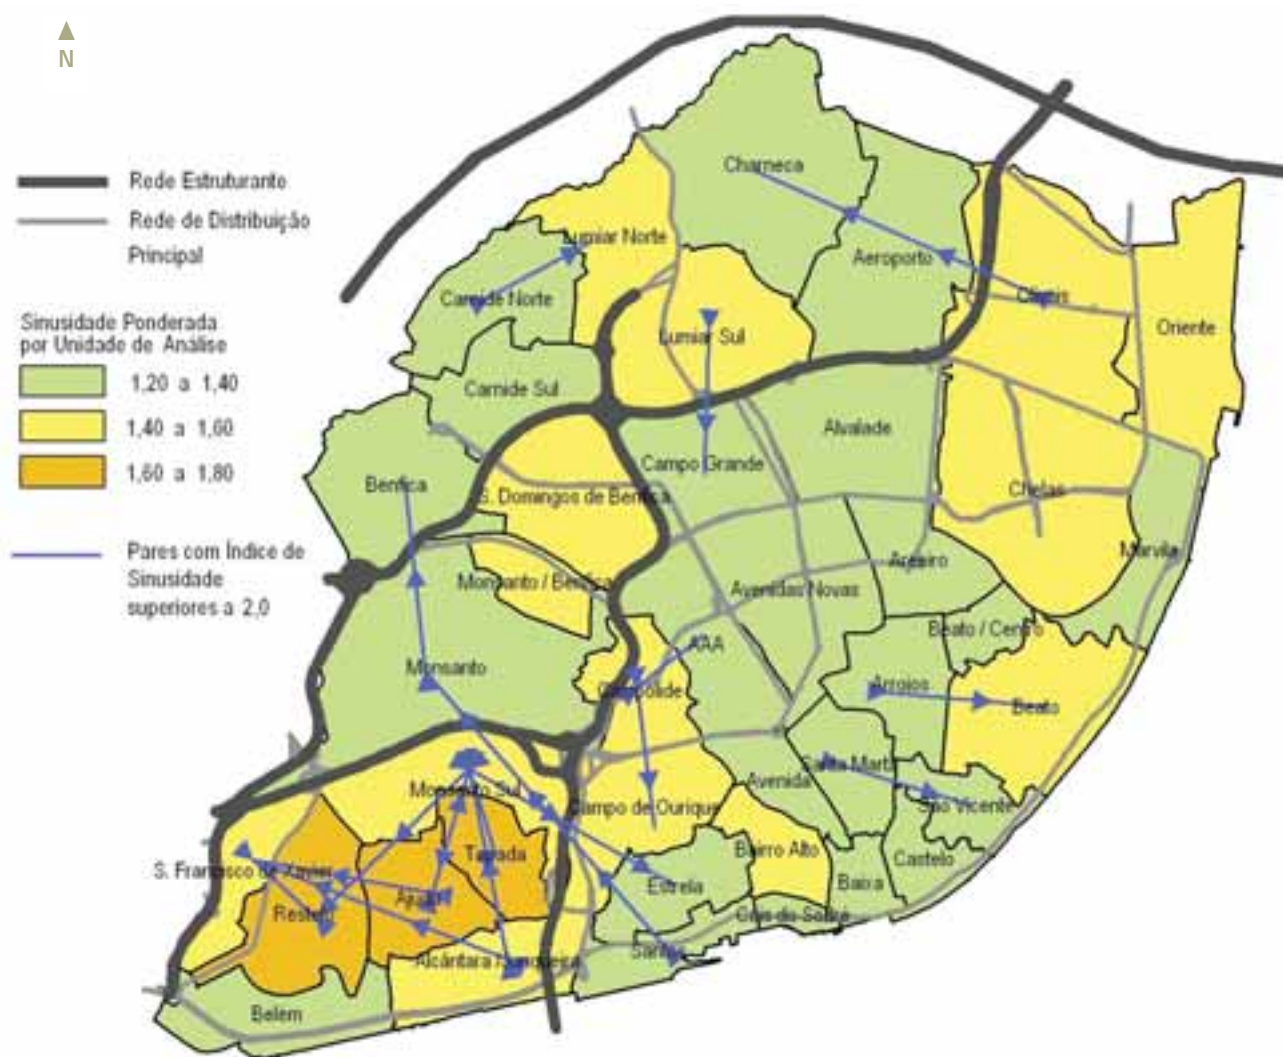 N
Rede Estruturante
Rede de Distribuição
Principal
Sinusidade Ponderada
por Unidade de Análise
1,20 a 1,40
1,40 a 1,60
1,60 a 1,80
Pares com Índice de
Sinusidade
superiores a 2,0
Charneca
Lumiar Norte
Aeroporto
Carnide Norte
Olivais
Oriente
Lumiar Sul
Carnide Sul
Alvalade
Campo Grande
Benfica
S. Domingos de Benfica
Chelas
Marvila
Areeiro
Monsanto / Benfica
Avenidas Novas
Beato / Centro
AAA
Monsanto
Arroios
Campolide
Beato
Santa Marta
Avenida
Monsanto Sul
Campo de Ourique
São Vicente
Bairro Alto
Tapada
Castelo
S. Francisco de Xavier
Estrela
Baixa
Ajuda
Restelo
Cais do Sodré
Santos
Alcântara / Junqueira
Belém